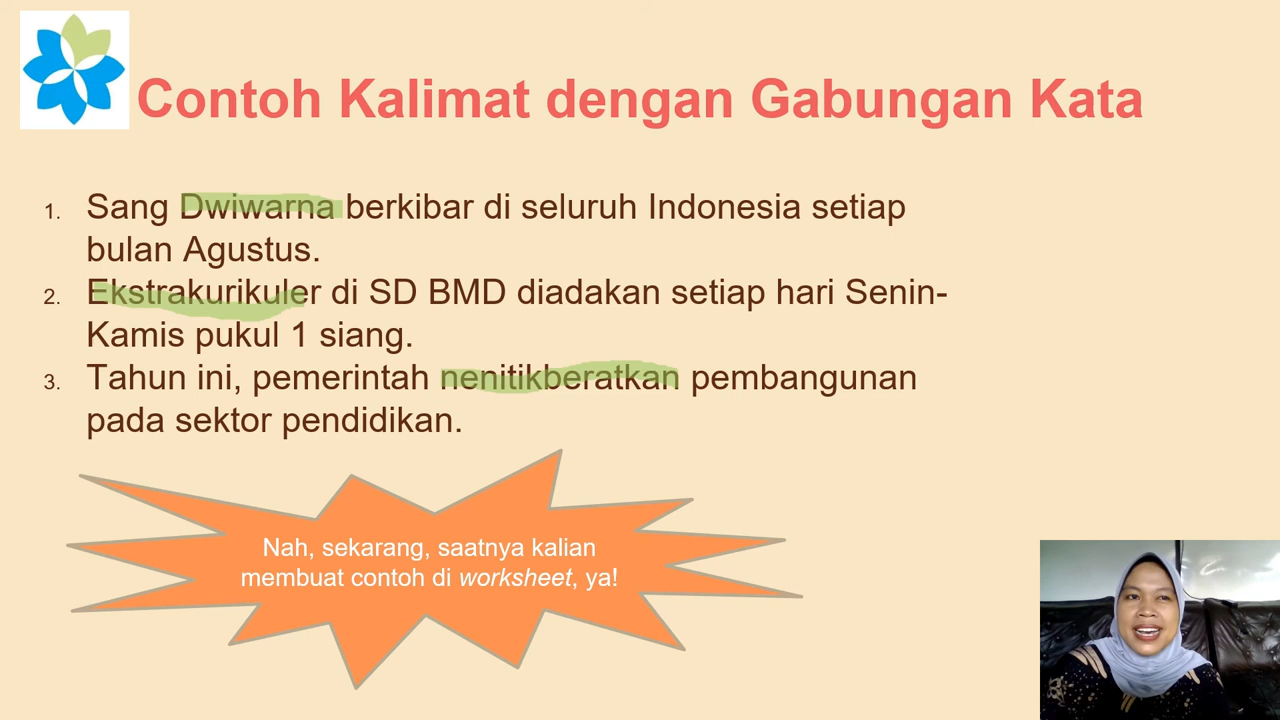 Contoh Kalimat dengan Gabungan Kata
1. Sang Dwiwarna berkibar di seluruh Indonesia setiap
bulan Agustus.
2. Ekstrakurikuler di SD BMD diadakan setiap hari Senin-
Kamis pukul 1 siang.
3. Tahun ini, pemerintah nenitikberatkan pembangunan
pada sektor pendidikan.
Nah, sekarang, saatnya kalian
membuat contoh di worksheet, ya!